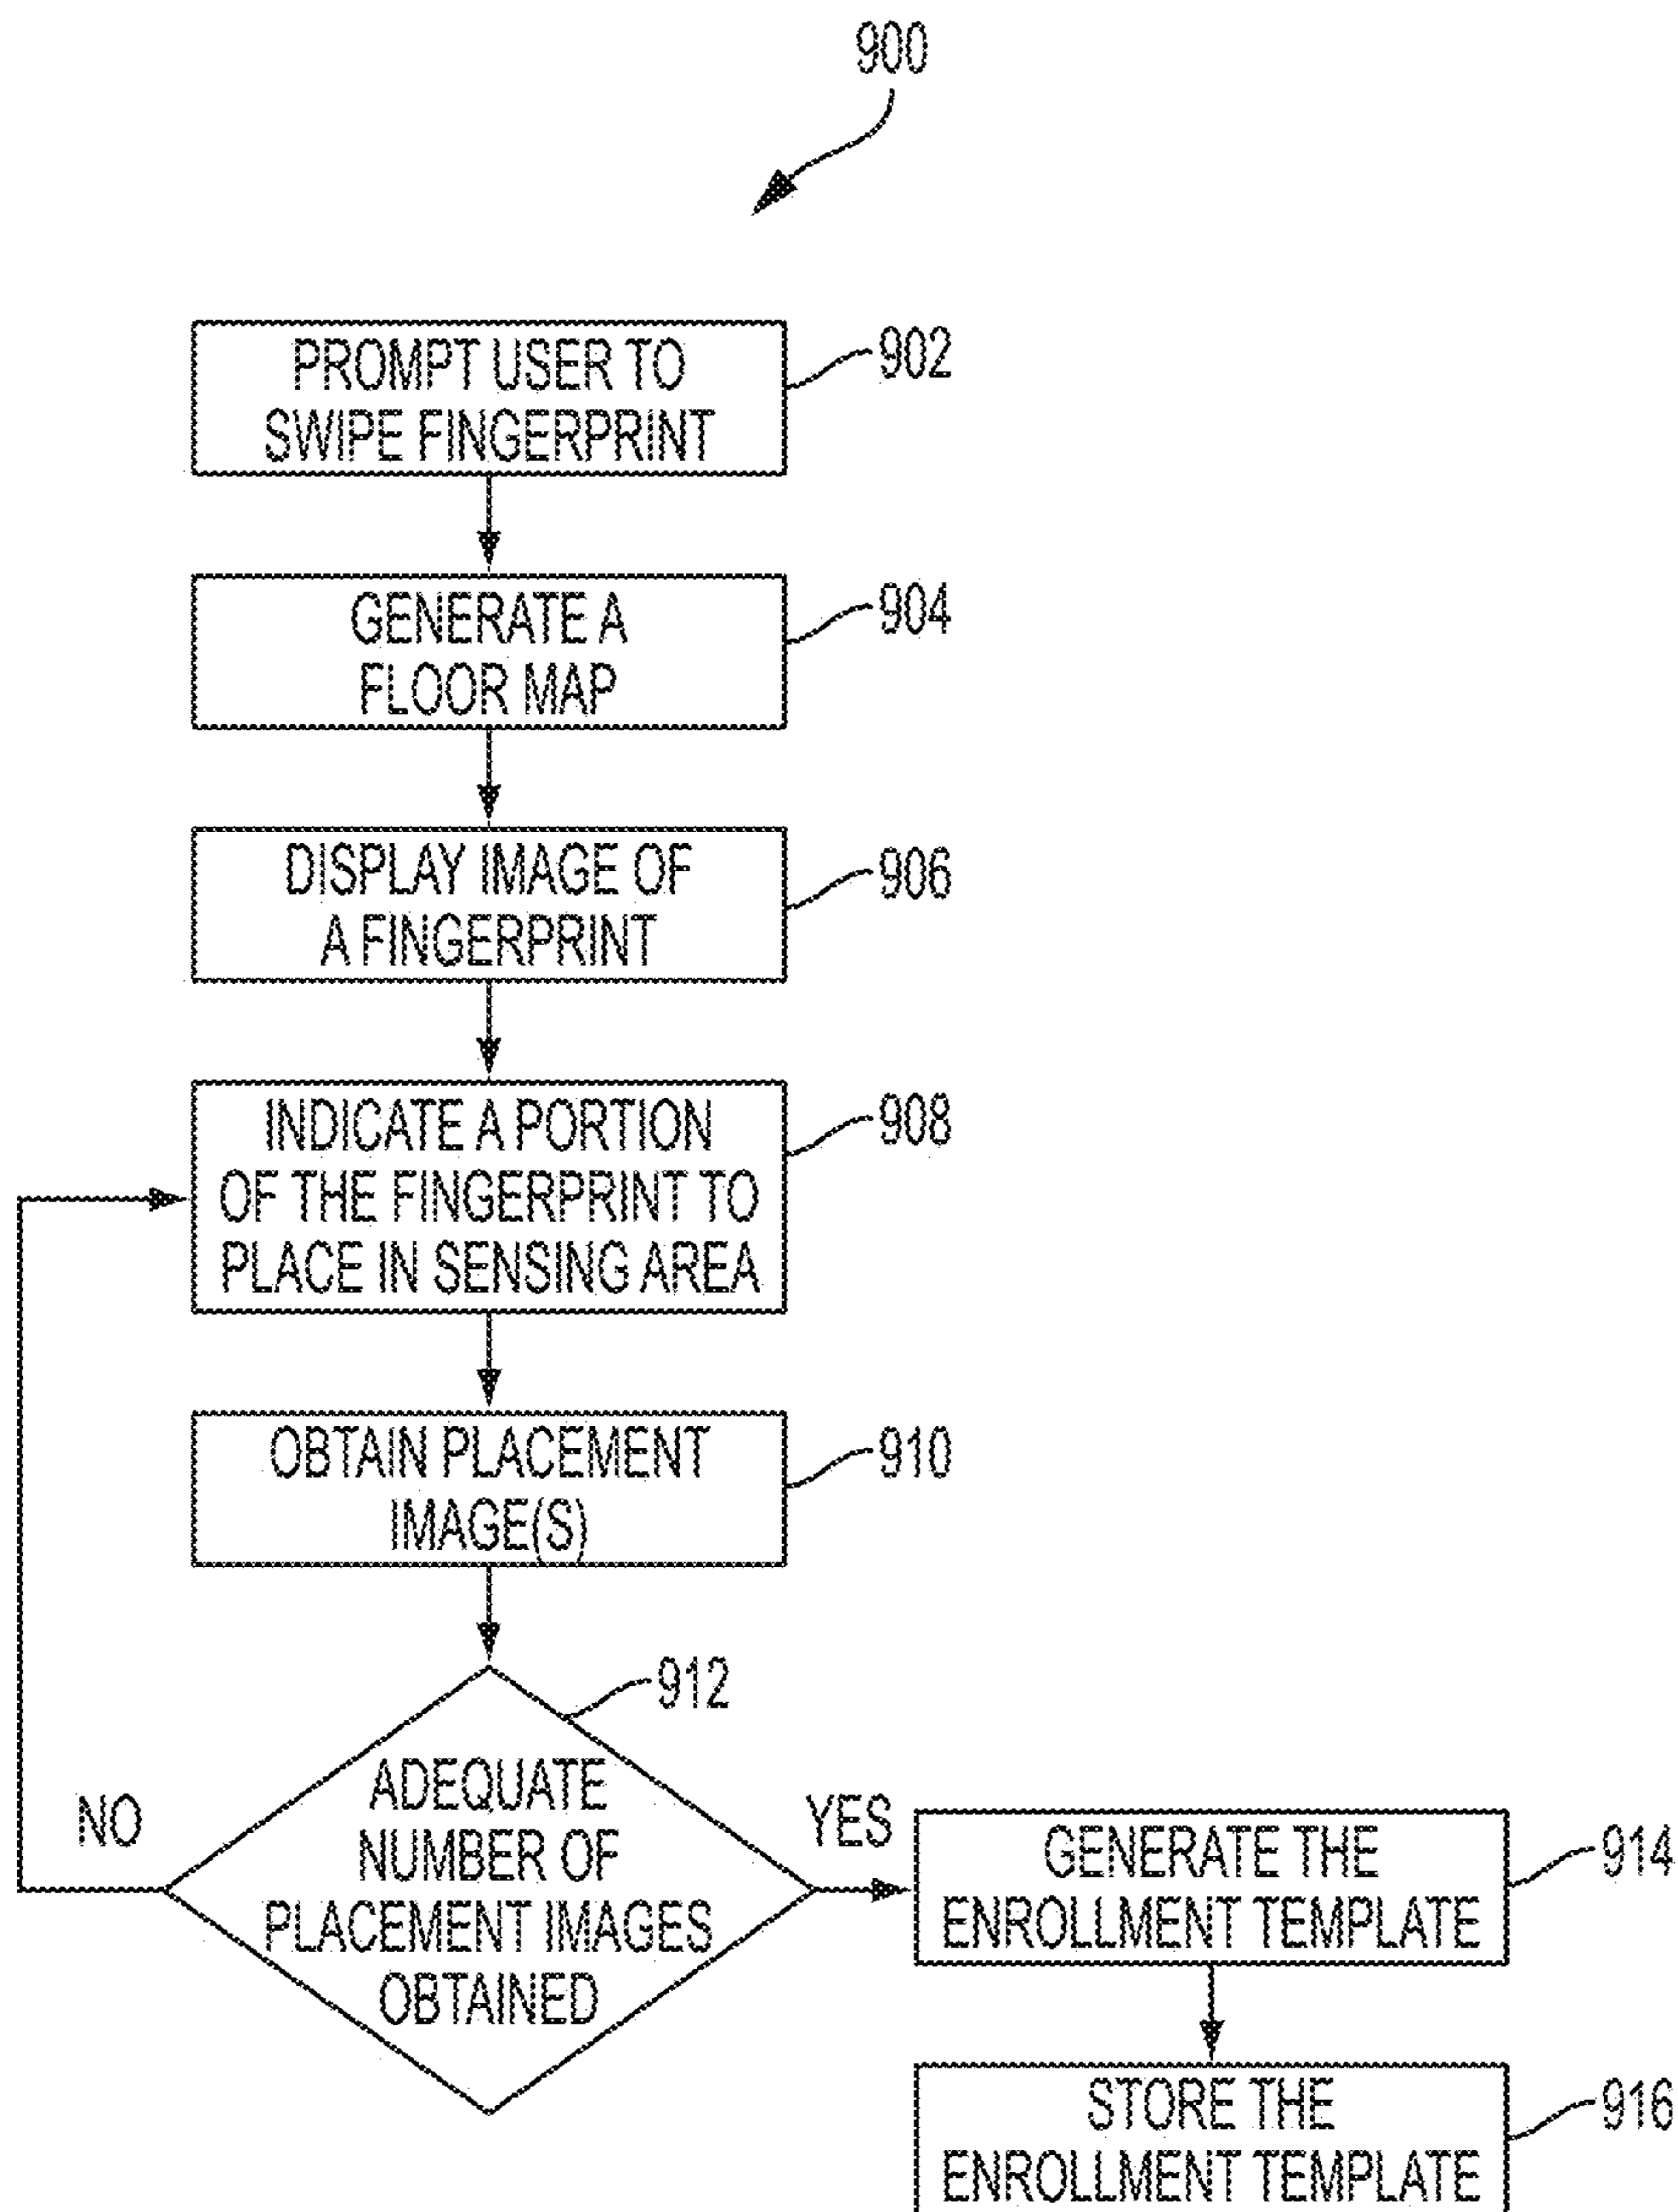 900
PROMPT USER TO
SWIPE FINGERPRINT
902
GENERATE A
FLOOR MAP
904
DISPLAY IMAGE OF
A FINGERPRINT
906
INDICATE A PORTION
OF THE FINGERPRINT TO
PLACE IN SENSING AREA
908
OBTAIN PLACEMENT
IMAGE(S)
910
912
ADEQUATE
NUMBER OF
PLACEMENT IMAGES
OBTAINED
NO
YES
GENERATE THE
ENROLLMENT TEMPLATE
914
STORE THE
ENROLLMENT TEMPLATE
916